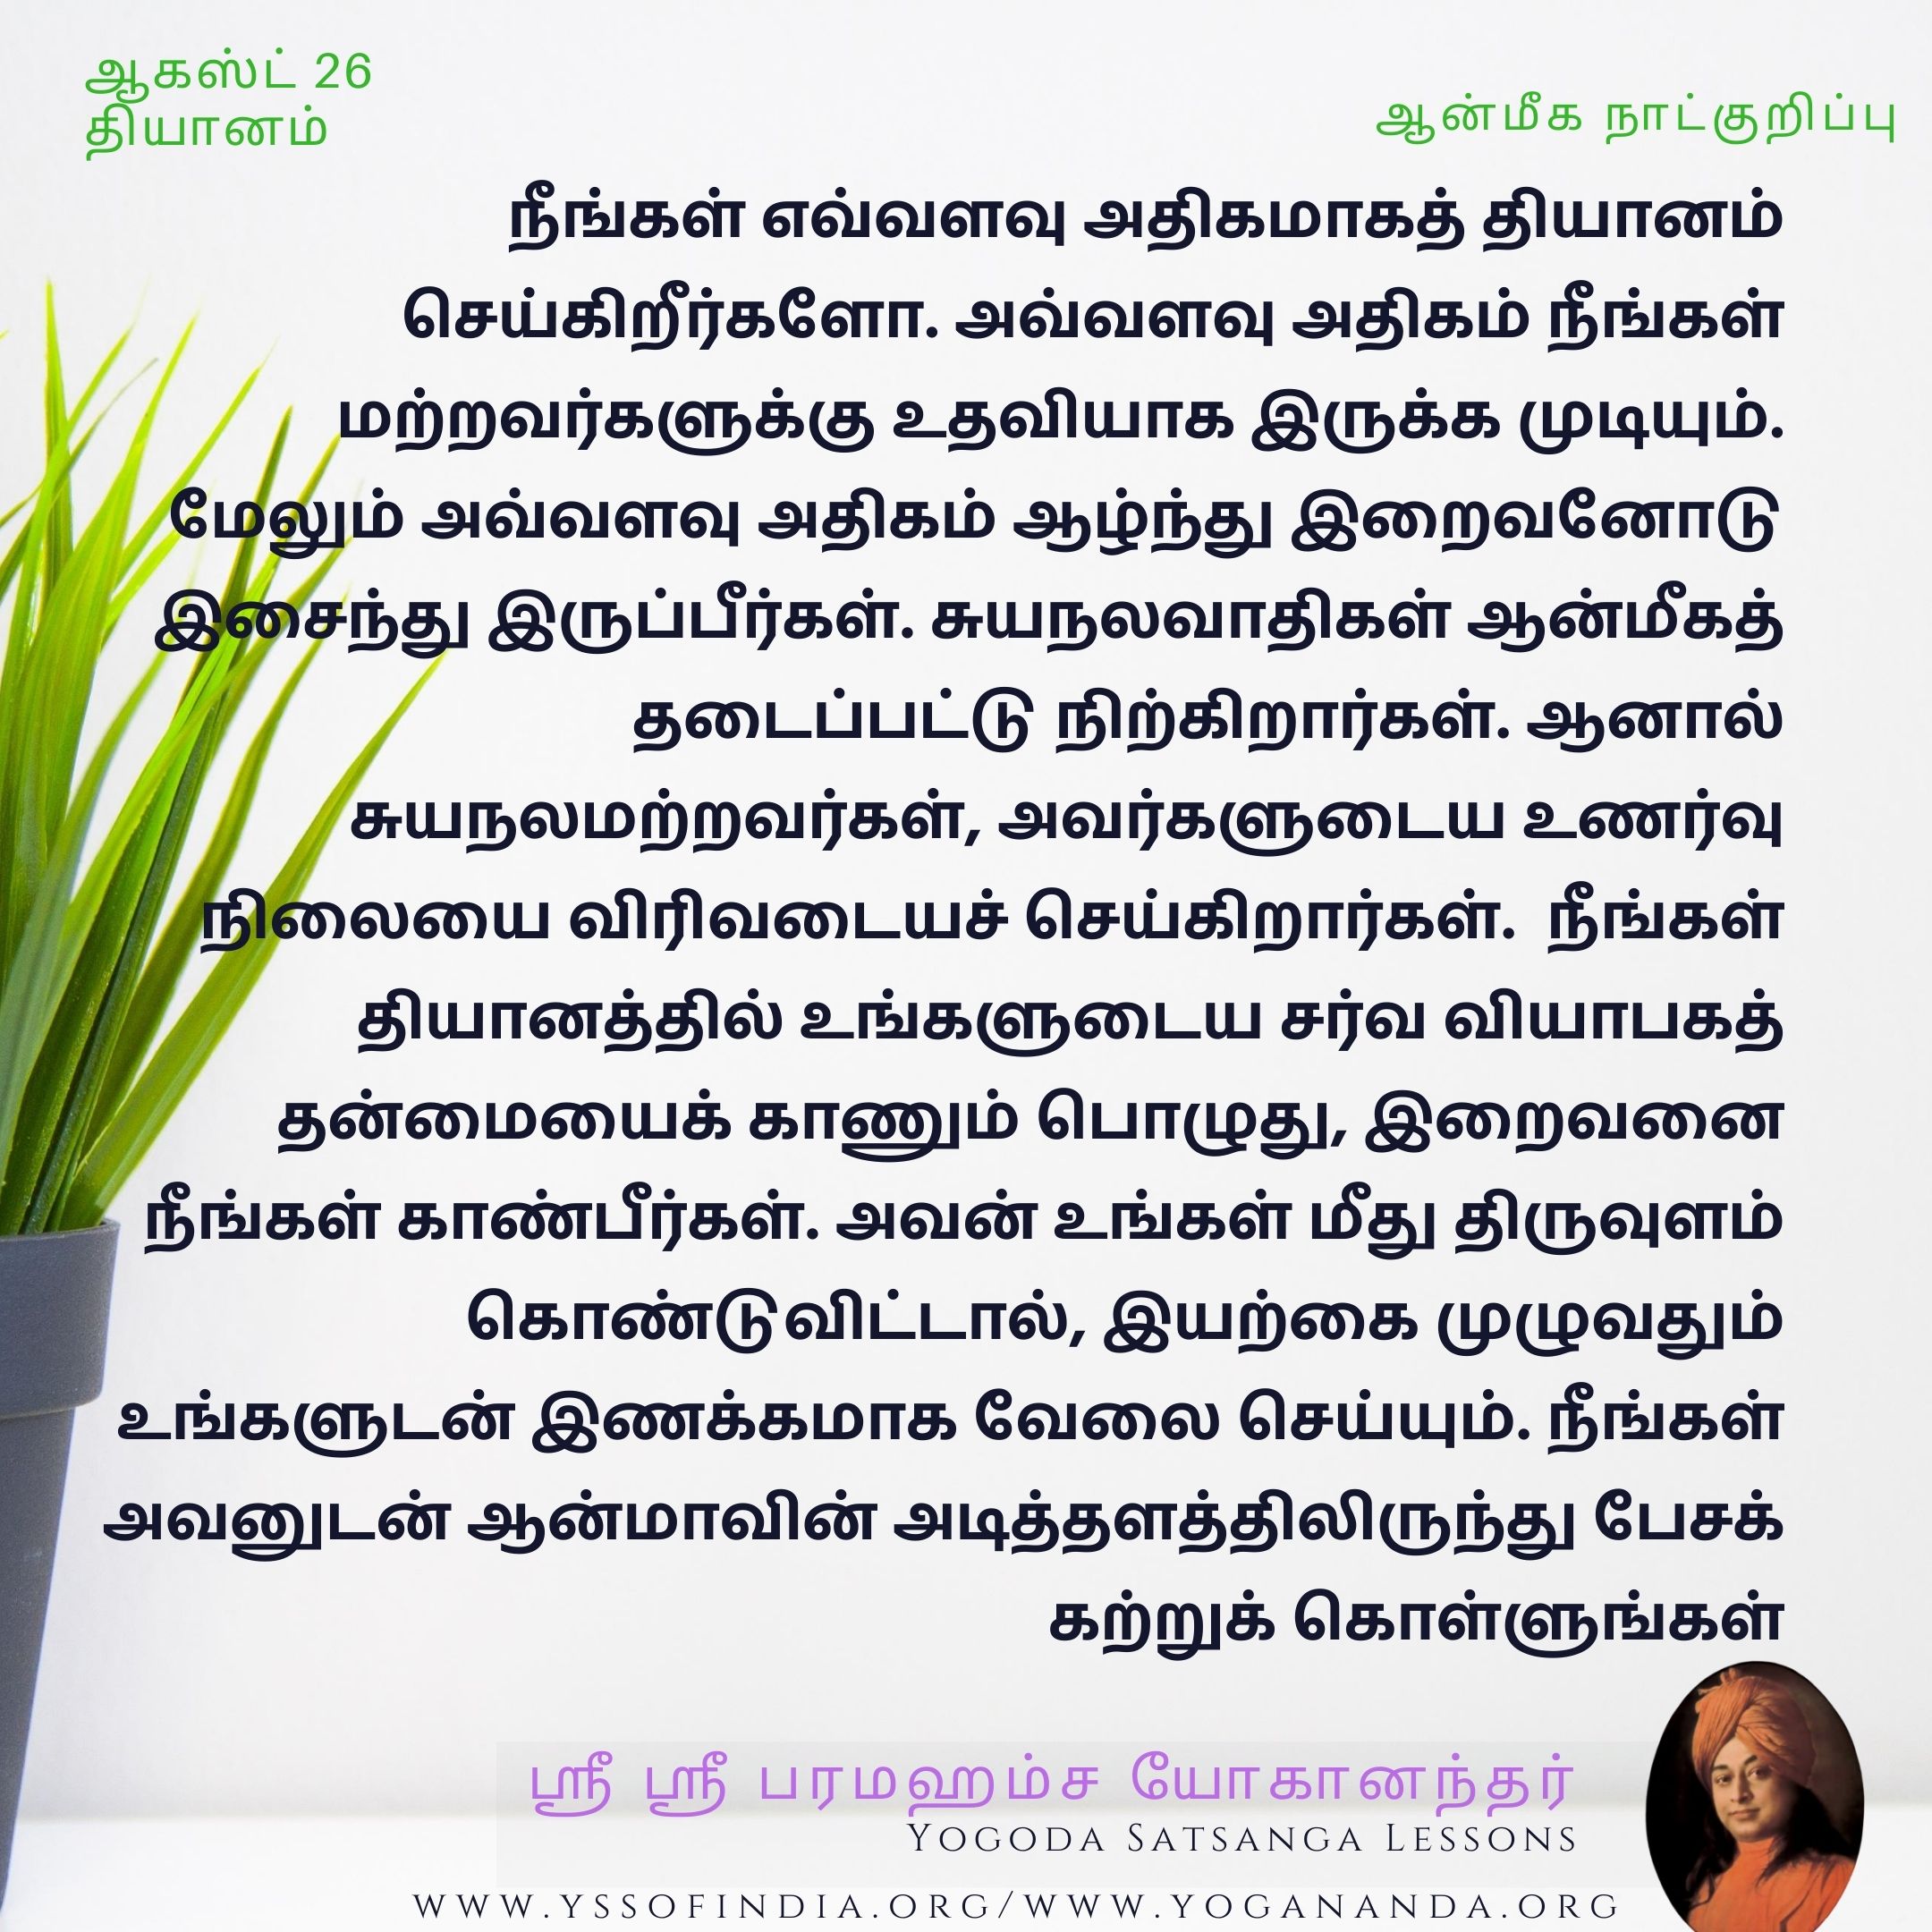 ஆகஸ்ட் 26
தியானம்
ஆன்மீக நாட்குறிப்பு
நீங்கள் எவ்வளவு அதிகமாகத் தியானம்
செய்கிறீர்களோ. அவ்வளவு அதிகம் நீங்கள்
மற்றவர்களுக்கு உதவியாக இருக்க முடியும்.
மேலும் அவ்வளவு அதிகம் ஆழ்ந்து இறைவனோடு
இசைந்து இருப்பீர்கள். சுயநலவாதிகள் ஆன்மீகத்
தடைப்பட்டு நிற்கிறார்கள். ஆனால்
சுயநலமற்றவர்கள், அவர்களுடைய உணர்வு
நிலையை விரிவடையச் செய்கிறார்கள். நீங்கள்
தியானத்தில் உங்களுடைய சர்வ வியாபகத்
தன்மையைக் காணும் பொழுது, இறைவனை
நீங்கள் காண்பீர்கள். அவன் உங்கள் மீது திருவுளம்
கொண்டுவிட்டால், இயற்கை முழுவதும்
உங்களுடன் இணக்கமாக வேலை செய்யும். நீங்கள்
அவனுடன் ஆன்மாவின் அடித்தளத்திலிருந்து பேசக்
கற்றுக் கொள்ளுங்கள்
ஸ்ரீ ஸ்ரீ பரமஹம்ச யோகானந்தர்
Yogoda Satsanga Lessons
www.yssofindia.org/www.yogananda.org